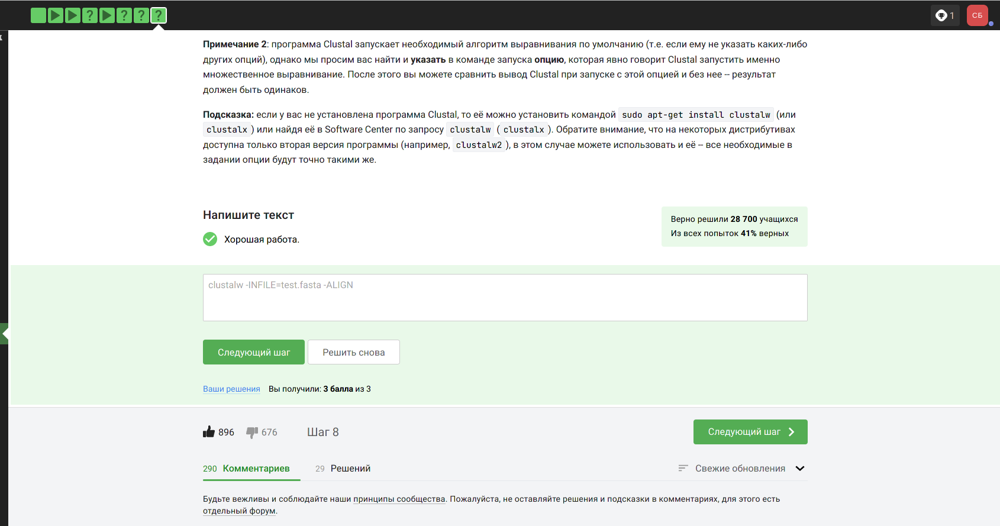 ? ? ? ?
1
СБ
Примечание 2: программа Clustal запускает необходимый алгоритм выравнивания по умолчанию (т.е. если ему не указать каких-либо
других опций), однако мы просим вас найти и указать в команде запуска опцию, которая явно говорит Clustal запустить именно
множественное выравнивание. После этого вы можете сравнить вывод Clustal при запуске с этой опцией и без нее -- результат
должен быть одинаков.
Подсказка: если у вас не установлена программа Clustal, то её можно установить командой sudo apt-get install clustalw (или
clustalx ) или найдя её в Software Center по запросу clustalw ( clustalx ). Обратите внимание, что на некоторых дистрибутивах
доступна только вторая версия программы (например, clustalw2 ), в этом случае можете использовать и её -- все необходимые в
задании опции будут точно такими же.
Напишите текст
Хорошая работа.
Верно решили 28 700 учащихся
Из всех попыток 41% верных
clustalw -INFILE=test.fasta -ALIGN
Следующий шаг
Решить снова
Ваши решения Вы получили: 3 балла из 3
896 676 Шаг 8
Следующий шаг
290 Комментариев 29 Решений
Свежие обновления
Будьте вежливы и соблюдайте наши принципы сообщества. Пожалуйста, не оставляйте решения и подсказки в комментариях, для этого есть
отдельный форум.